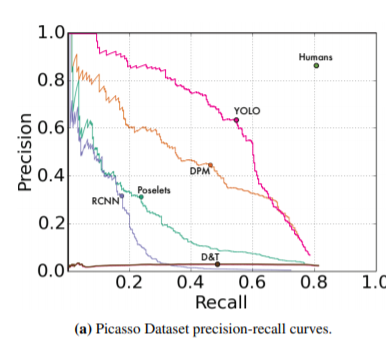 1.0
0.8
0.6
0.4
0.2
0.0
Precision
Humans
YOLO
DPM
RCNN
Poselets
D&T
0.2 0.4 0.6 0.8 1.0
Recall
(a) Picasso Dataset precision-recall curves.